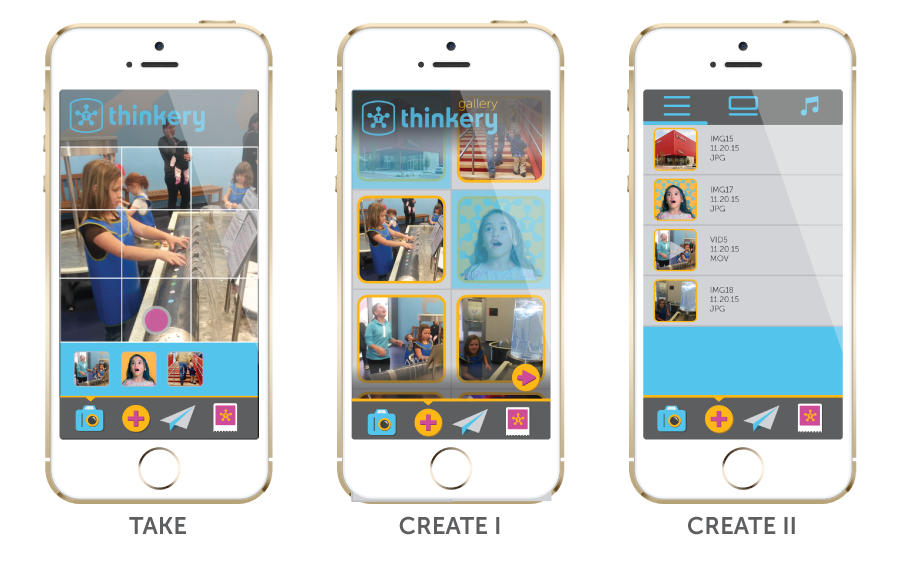 thinkery
TAKE
gallery
thinkery
CREATE I
IMG15
11.20.15
JPG
IMG17
11.20.15
JPG
VID5
11.20.15
MOV
IMG18
11.20.15
JPG
CREATE II